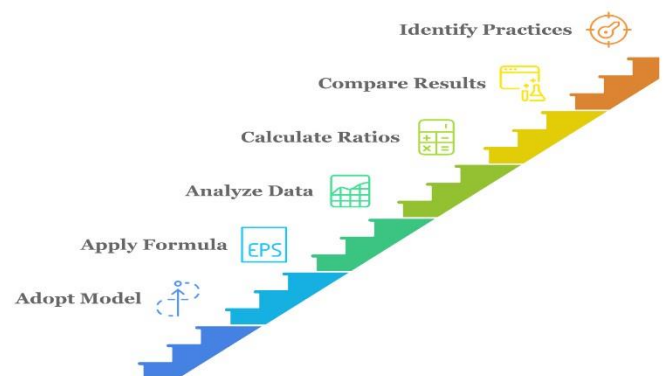 Identify Practices
Compare Results
Calculate Ratios
Analyze Data
Apply Formula
EPS
Adopt Model